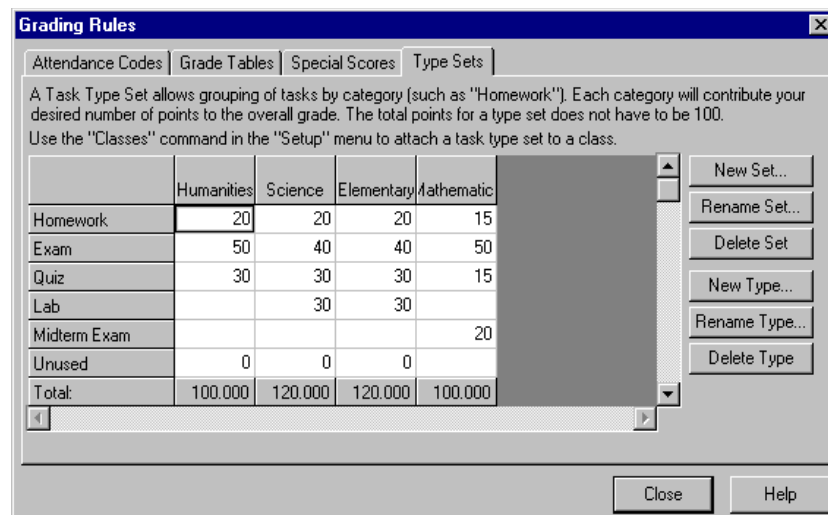 Grading Rules
Attendance Codes Grade Tables Special Scores Type Sets
A Task Type Set allows grouping of tasks by category (such as "Homework"). Each category will contribute your
desired number of points to the overall grade. The total points for a type set does not have to be 100.
Use the "Classes" command in the "Setup" menu to attach a task type set to a class.
Humanities Science Elementary Mathematic
Homework 20 20 20 15
Exam 50 40 40 50
Quiz 30 30 30 15
Lab 30 30
Midterm Exam 20
Unused 0 0 0
Total: 100.000 120.000 120.000 100.000
New Set...
Rename Set...
Delete Set
New Type...
Rename Type...
Delete Type
Close Help